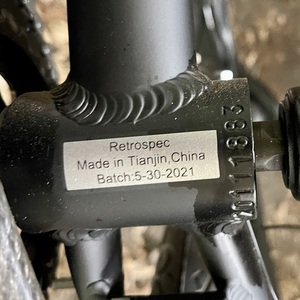 Retrospec
Made in Tianjin,China
Batch:5-30-2021